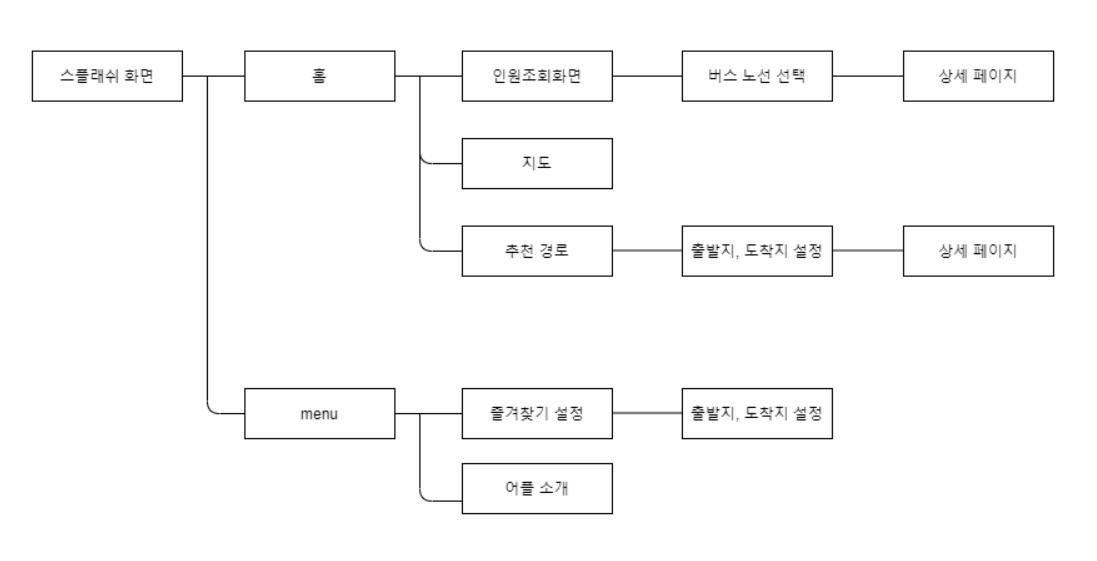 스플래쉬 화면
홈
인원조회화면
버스 노선 선택
상세 페이지
지도
추천 경로
출발지, 도착지 설정
상세 페이지
menu
즐겨찾기 설정
출발지, 도착지 설정
어플 소개